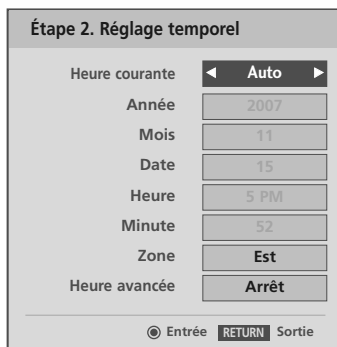 Étape 2. Réglage temporel
Heure courante ◀ Auto ▶
Année 2007
Mois 11
Date 15
Heure 5 PM
Minute 52
Zone Est
Heure avancée Arrêt
◉ Entrée RETURN Sortie